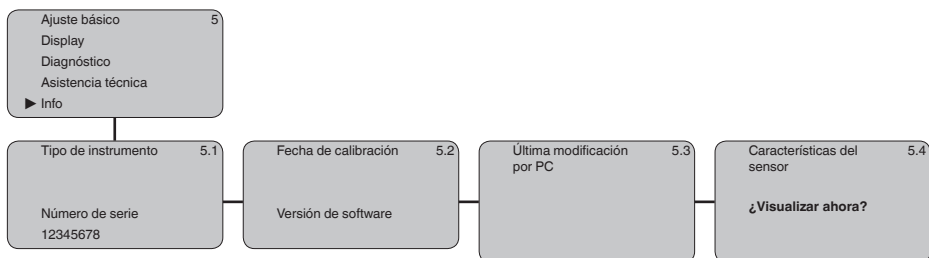 Ajuste básico 5
Display
Diagnóstico
Asistencia técnica
▶ Info
Tipo de instrumento 5.1
Número de serie
12345678
Fecha de calibración 5.2
Versión de software
Última modificación 5.3
por PC
Características del 5.4
sensor
¿Visualizar ahora?